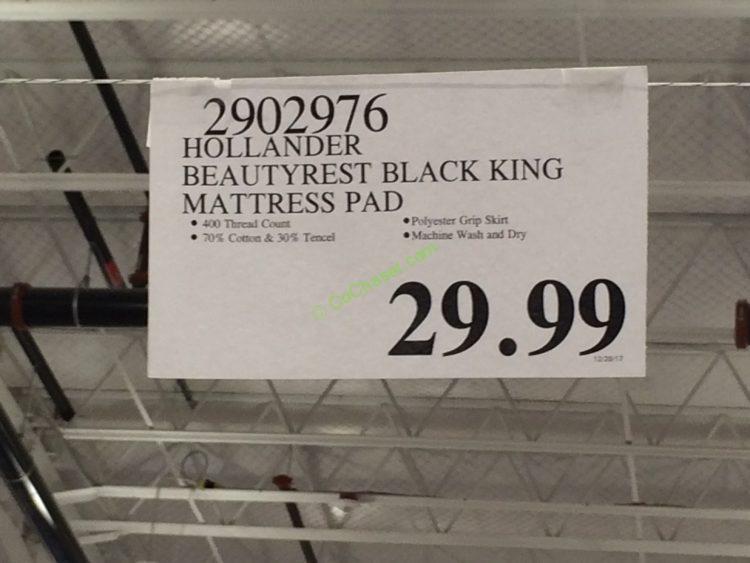 2902976
HOLLANDER
BEAUTYREST BLACK KING
MATTRESS PAD
• 400 Thread Count
• 70% Cotton & 30% Tencel
• Polyester Grip Skirt
• Machine Wash and Dry
© CoChaser.com
29.99
12/20/17